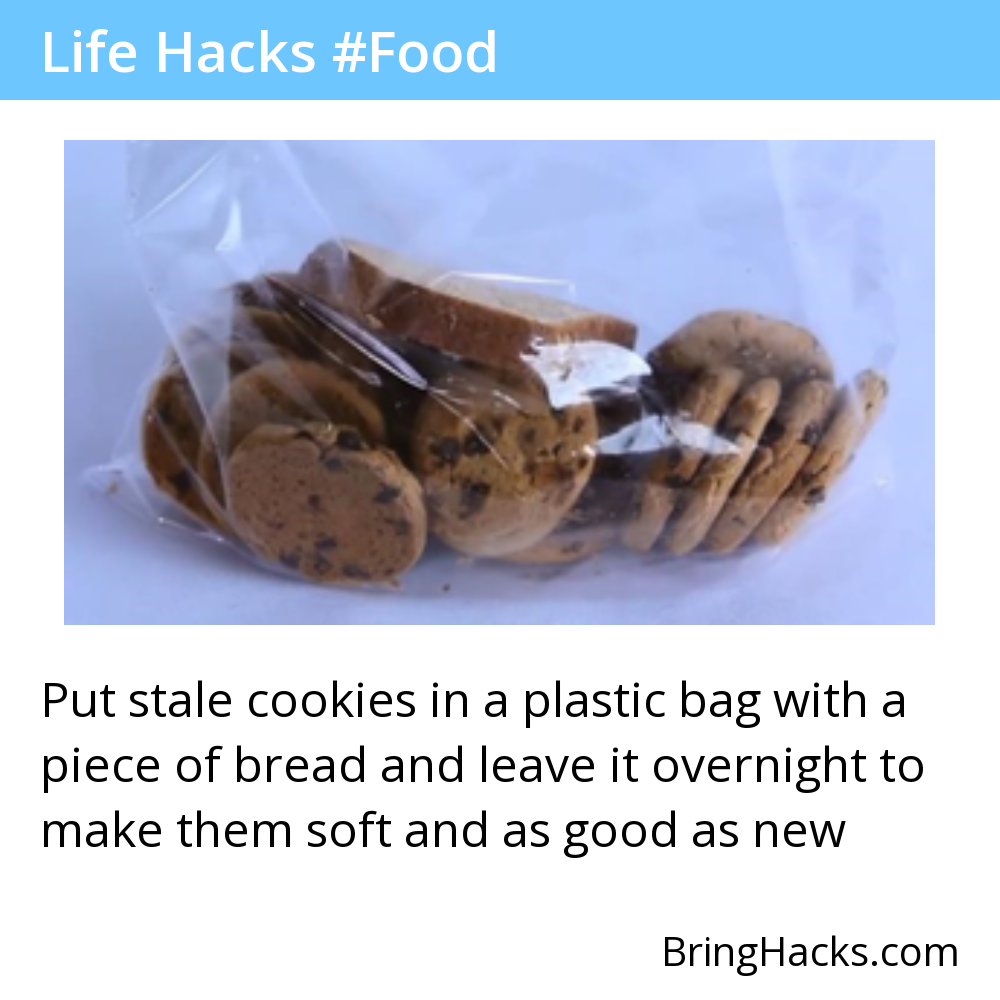 Life Hacks #Food
Put stale cookies in a plastic bag with a
piece of bread and leave it overnight to
make them soft and as good as new
BringHacks.com